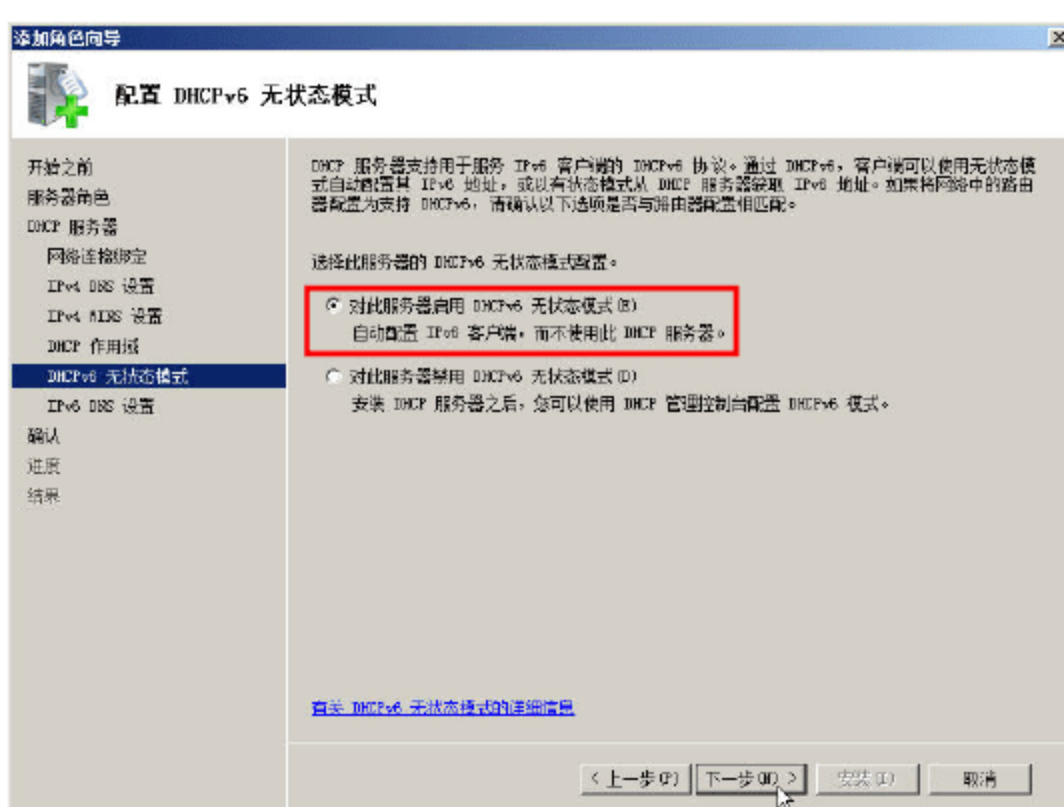 添加角色向导
配置 DHCPv6 无状态模式
开始之前
服务器角色
DHCP 服务器
网络连接绑定
IPv4 DNS 设置
IPv4 WINS 设置
DHCP 作用域
DHCPv6 无状态模式
IPv6 DNS 设置
确认
进度
结果
DHCP 服务器支持用于服务 IPv6 客户端的 DHCPv6 协议。通过 DHCPv6，客户端可以使用无状态模
式自动配置其 IPv6 地址，或以有状态模式从 DHCP 服务器获取 IPv6 地址。如果将网络中的路由
器配置为支持 DHCPv6，请确认以下选项是否与路由器配置相匹配。
选择此服务器的 DHCPv6 无状态模式配置。
对此服务器启用 DHCPv6 无状态模式(E)
自动配置 IPv6 客户端，而不使用此 DHCP 服务器。
对此服务器禁用 DHCPv6 无状态模式(D)
安装 DHCP 服务器之后，您可以使用 DHCP 管理控制台配置 DHCPv6 模式。
有关 DHCPv6 无状态模式的详细信息
< 上一步(P) 下一步(N) > 安装(I) 取消